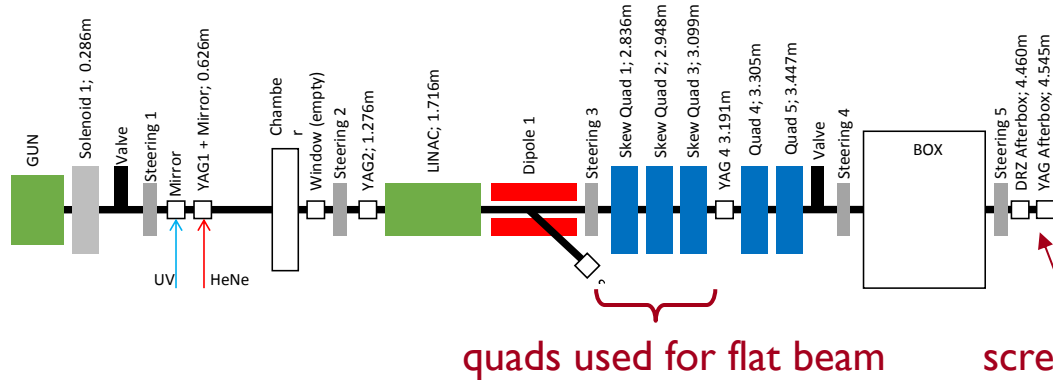 GUN
Solenoid 1; 0.286m
Valve
Steering 1
Mirror
YAG1 + Mirror; 0.626m
Chambe
r
Window (empty)
Steering 2
YAG2; 1.276m
LINAC; 1.716m
Dipole 1
Steering 3
Skew Quad 1; 2.836m
Skew Quad 2; 2.948m
Skew Quad 3; 3.099m
YAG 4 3.191m
Quad 4; 3.305m
Quad 5; 3.447m
Valve
Steering 4
BOX
Steering 5
DRZ Afterbox; 4.460m
YAG Afterbox; 4.545m
UV
HeNe
quads used for flat beam
scre